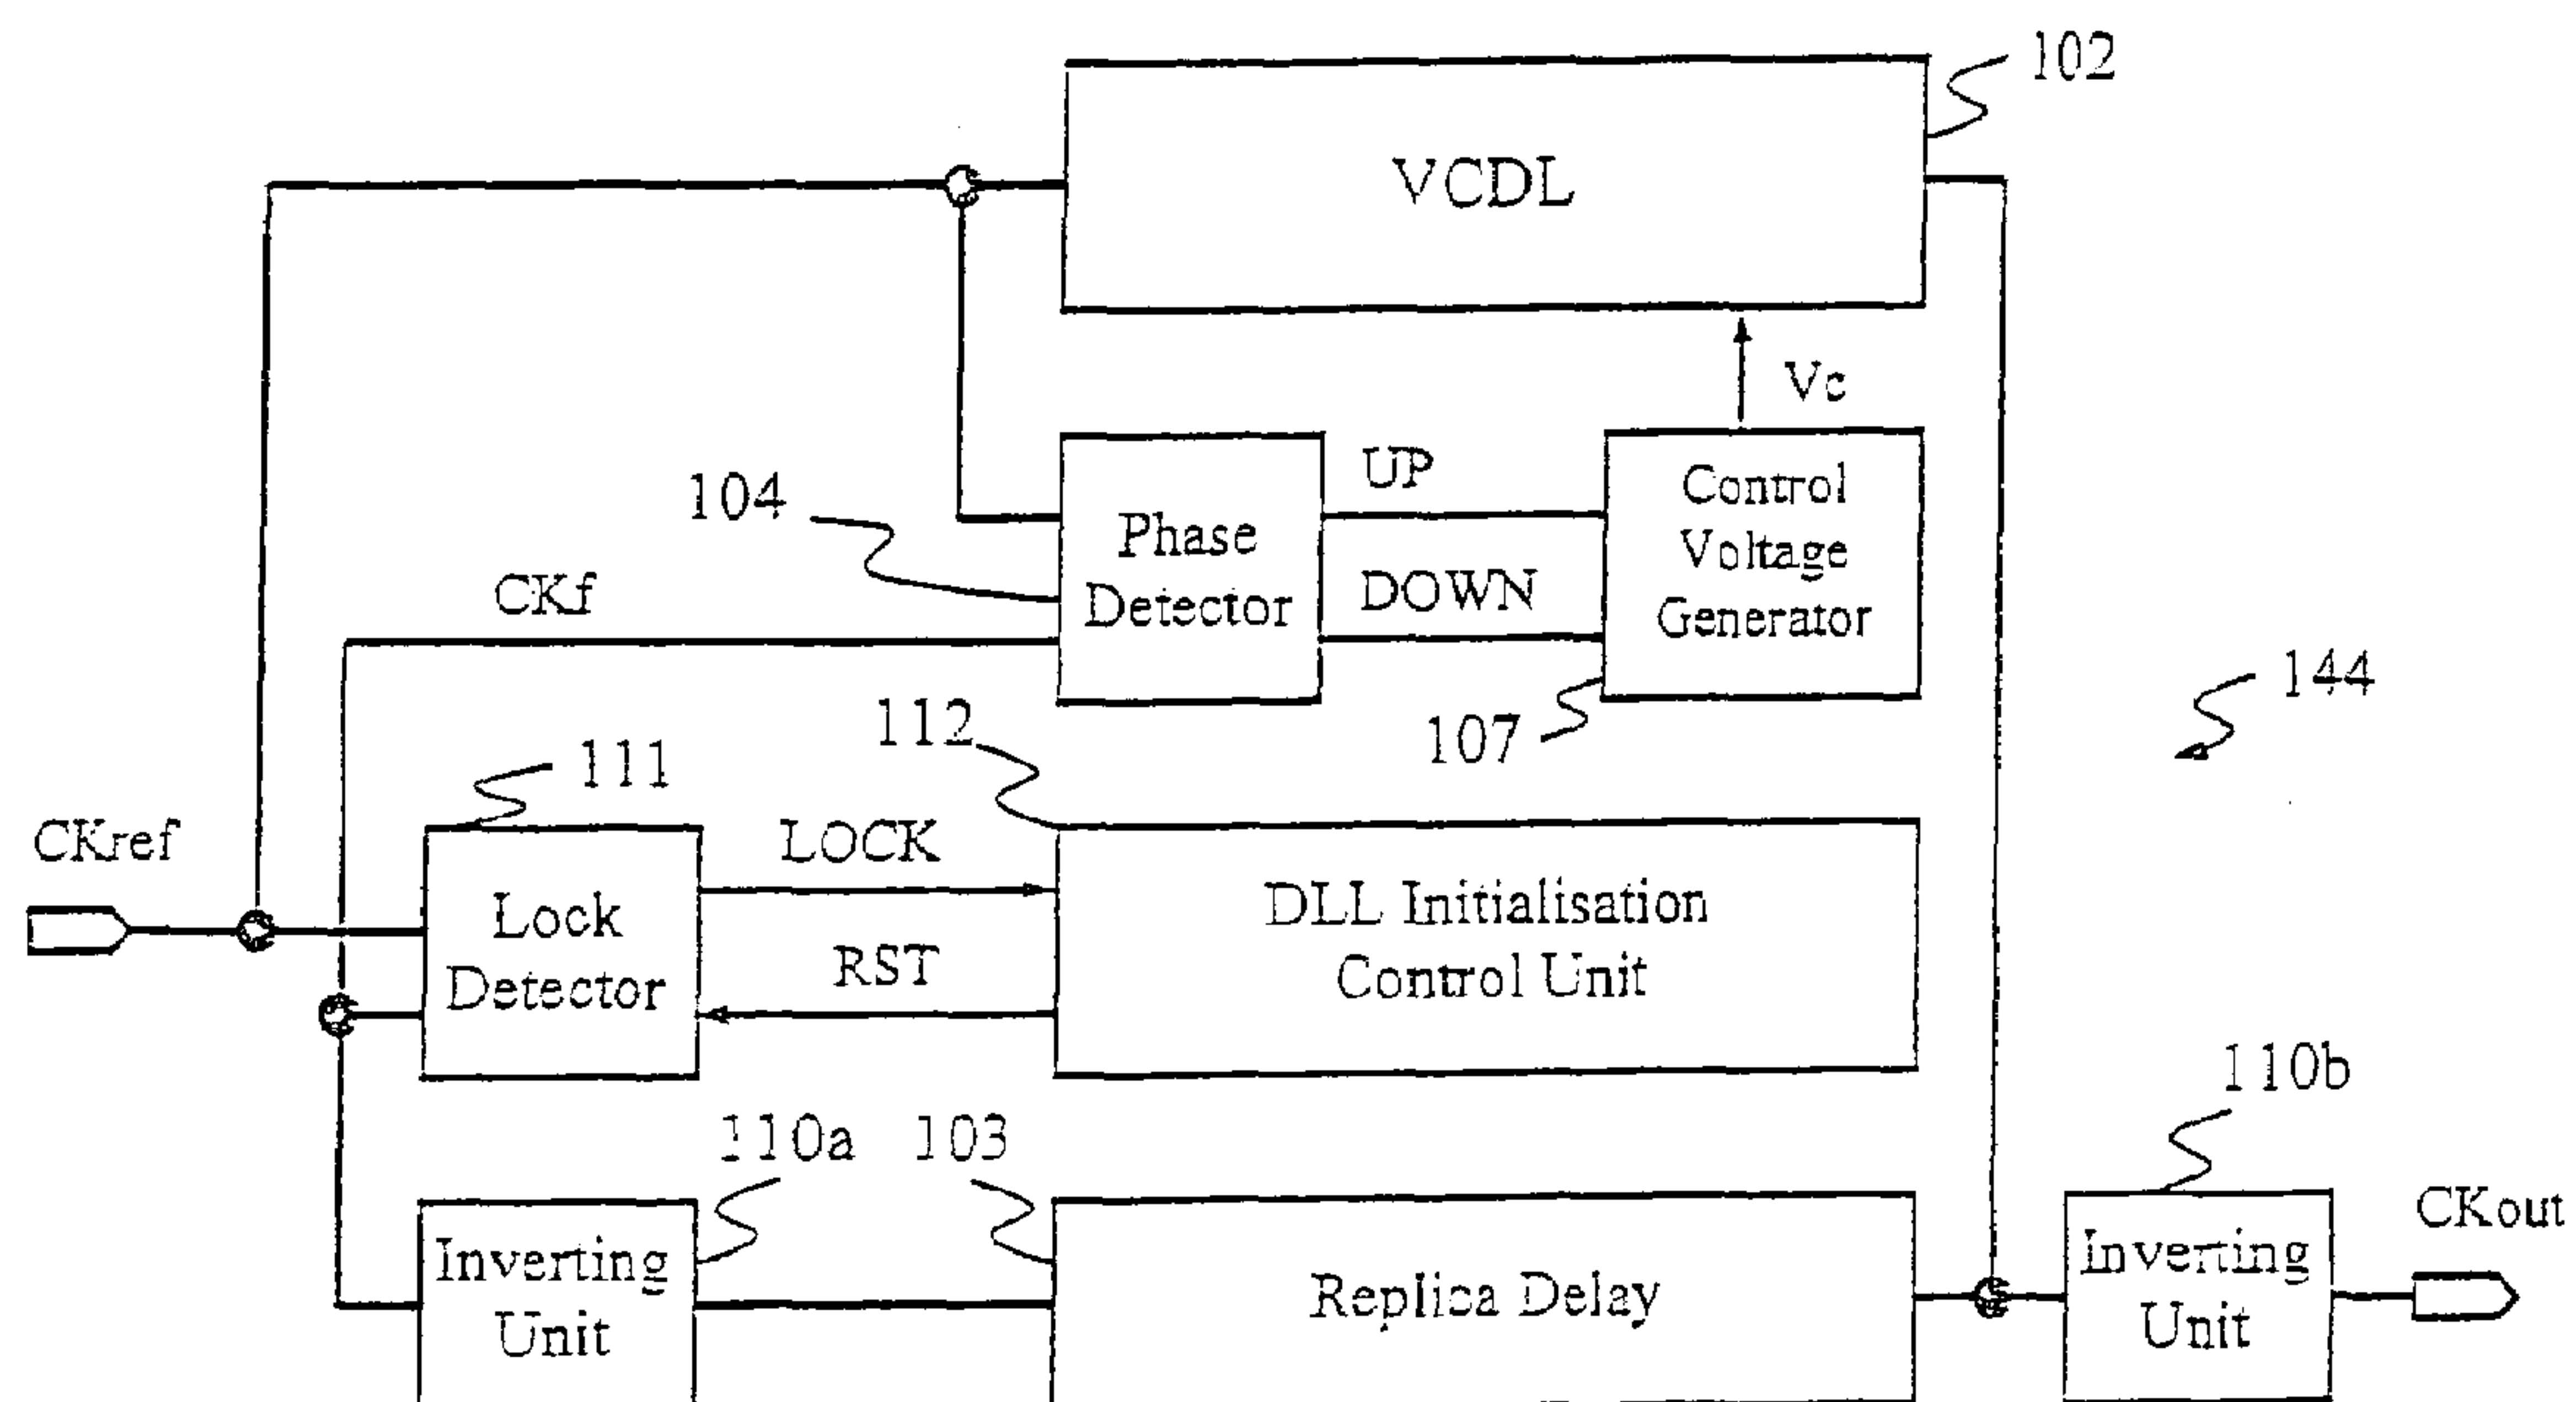 102
VCDL
Vc
104
Phase
Detector
UP
DOWN
Control
Voltage
Generator
CKf
144
107
112
111
CKref
Lock
Detector
LOCK
RST
DLL Initialisation
Control Unit
110b
110a
103
Inverting
Unit
Replica Delay
Inverting
Unit
CKout